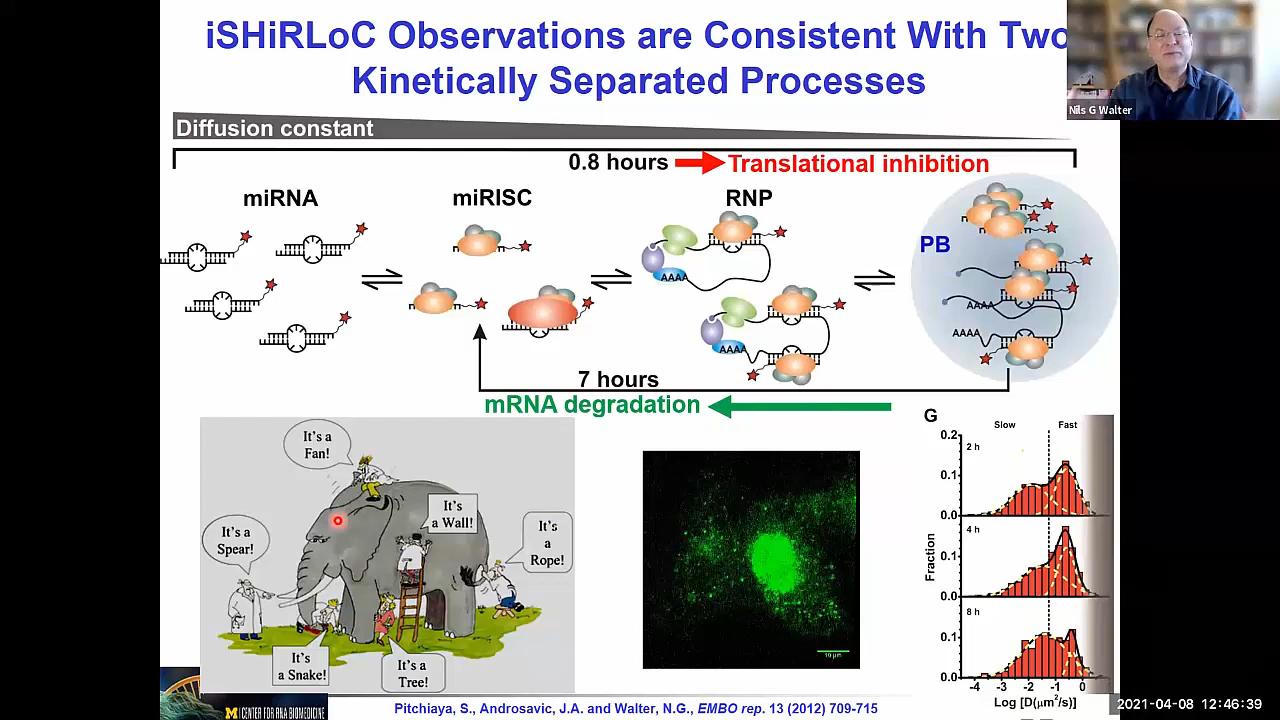 iSHiRLoC Observations are Consistent With Two
Kinetically Separated Processes
Nils G Walter
Diffusion constant
0.8 hours
Translational inhibition
miRNA
miRISC
RNP
PB
AAAA
AAAA
AAAA
AAAA
7 hours
mRNA degradation
It's a
Fan!
It's
a Wall!
It's a
Spear!
It's
a
Rope!
It's
a Snake!
It's a
Tree!
10 µm
G
Slow
Fast
2 h
4 h
8 h
0.2
0.1
0.0
0.1
0.0
0.1
0.0
Fraction
-4 -3 -2 -1 0
Log [D(µm²/s)]
M CENTER FOR RNA BIOMEDICINE
Pitchiaya, S., Androsavic, J.A. and Walter, N.G., EMBO rep. 13 (2012) 709-715
2021-04-08 12:46:39